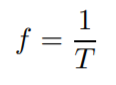 f = 1/T